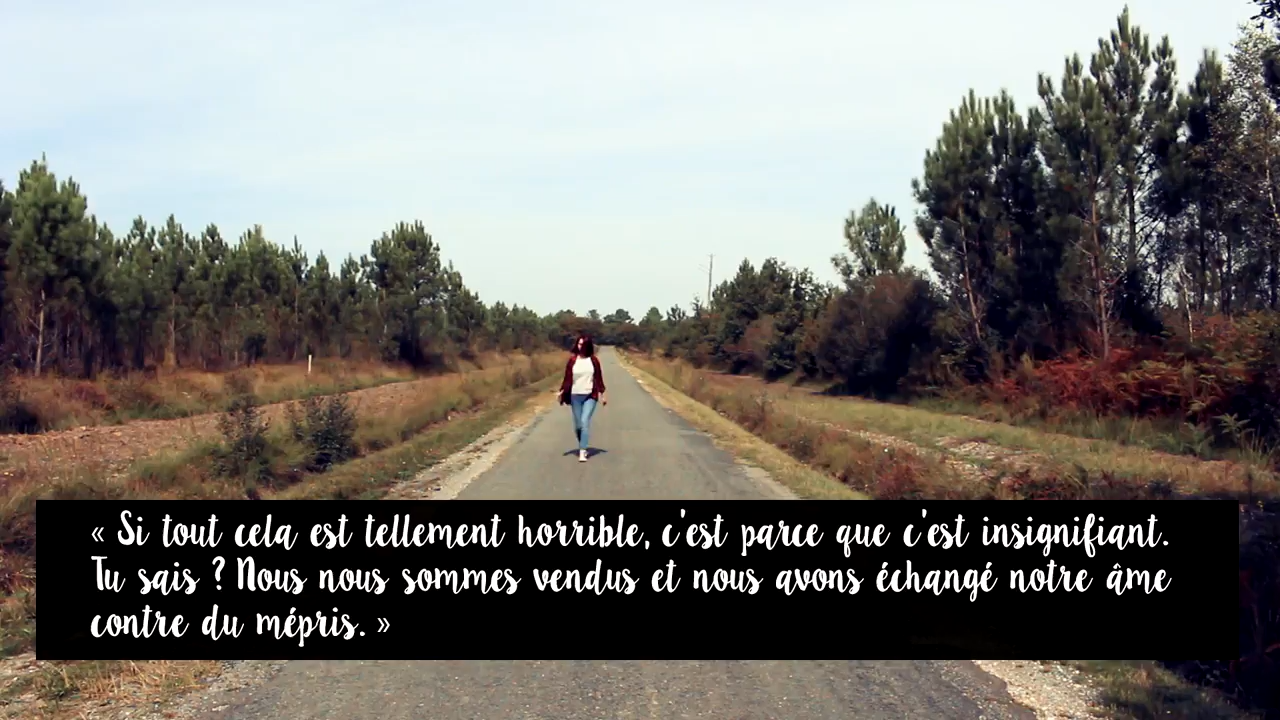 « Si tout cela est tellement horrible, c'est parce que c'est insignifiant.
Tu sais ? Nous nous sommes vendus et nous avons échangé notre âme
contre du mépris. »